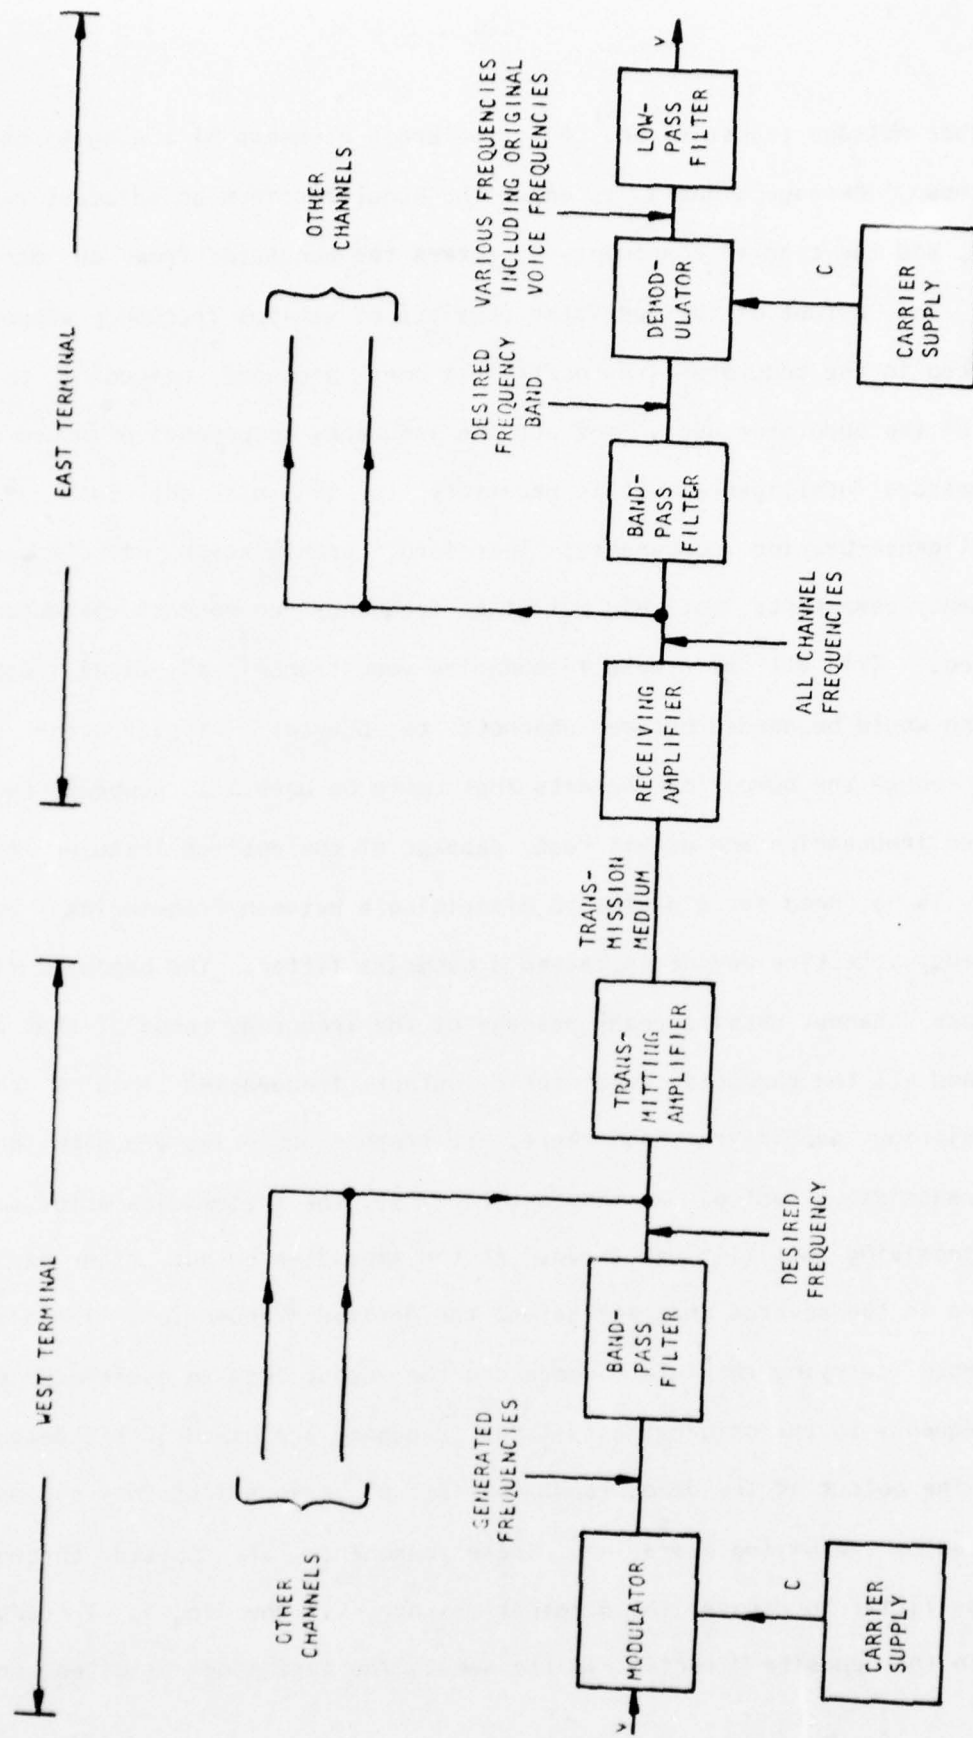 WEST TERMINAL
EAST TERMINAL
OTHER
CHANNELS
OTHER
CHANNELS
GENERATED
FREQUENCIES
DESIRED
FREQUENCY
BAND
VARIOUS FREQUENCIES
INCLUDING ORIGINAL
VOICE FREQUENCIES
V
MODULATOR
BAND-
PASS
FILTER
TRANS-
MITTING
AMPLIFIER
TRANS-
MISSION
MEDIUM
RECEIVING
AMPLIFIER
BAND-
PASS
FILTER
DEMOD-
ULATOR
LOW-
PASS
FILTER
V
DESIRED
FREQUENCY
ALL CHANNEL
FREQUENCIES
C
CARRIER
SUPPLY
C
CARRIER
SUPPLY